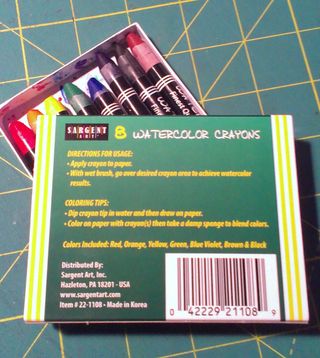 SARGENT
art
8 WATERCOLOR CRAYONS
DIRECTIONS FOR USAGE:
• Apply crayon to paper.
• With wet brush, go over desired crayon area to achieve watercolor
results.
COLORING TIPS:
• Dip crayon tip in water and then draw on paper.
• Color on paper with crayon(s) then take a damp sponge to blend colors.
Colors Included: Red, Orange, Yellow, Green, Blue Violet, Brown & Black
Distributed By:
Sargent Art, Inc.
Hazleton, PA 18201 - USA
www.sargentart.com
Item # 22-1108 • Made in Korea
0 42229 21108 9